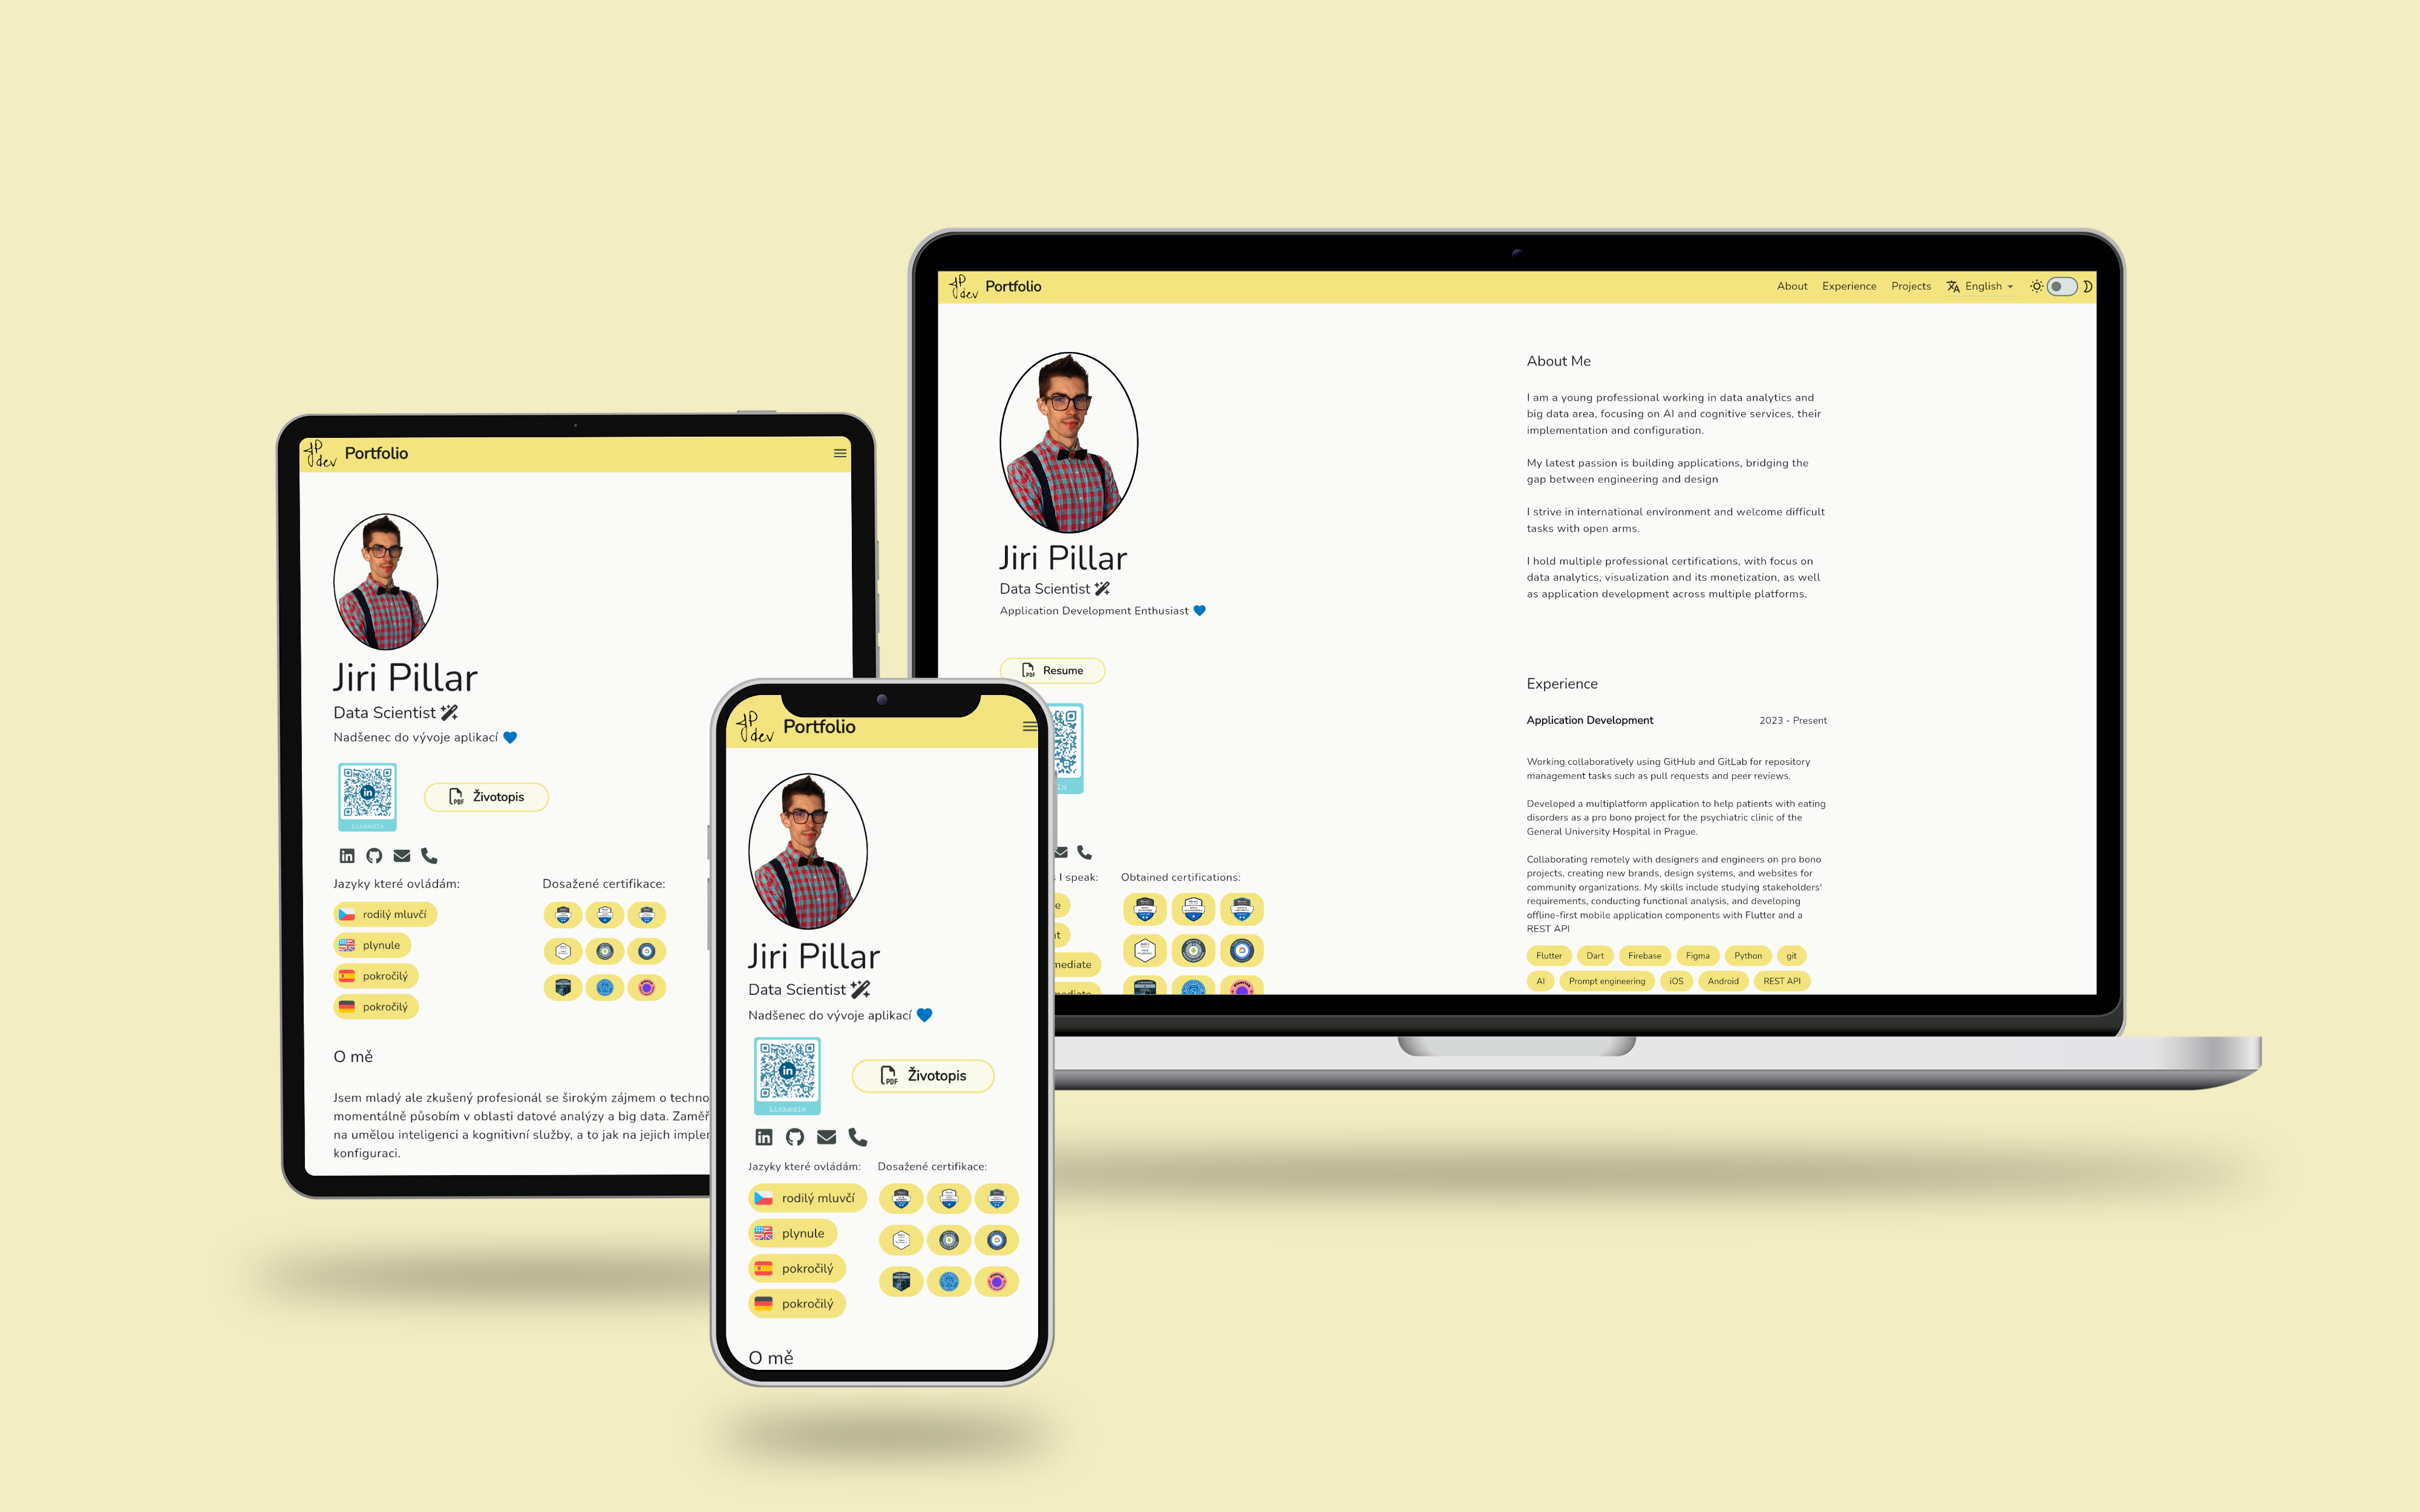 JP dev Portfolio
Jiri Pillar
Data Scientist
Nadšenec do vývoje aplikací
in
LinkedIn
PDF Životopis
in
Jazyky které ovládám:
rodilý mluvčí
plynule
pokročilý
pokročilý
Dosažené certifikace:
O mě
Jsem mladý ale zkušený profesionál se širokým zájmem o
momentálně působím v oblasti datové analýzy a big data.
na umělou inteligenci a kognitivní služby, a to jak na jejich
konfiguraci.
JP dev Portfolio
Jiri Pillar
Data Scientist
Nadšenec do vývoje aplikací
in
LinkedIn
PDF Životopis
in
Jazyky které ovládám:
rodilý mluvčí
plynule
pokročilý
pokročilý
Dosažené certifikace:
O mě
JP dev Portfolio
About Experience Projects English
Jiri Pillar
Data Scientist
Application Development Enthusiast
PDF Resume
I speak:
Obtained certifications:
About Me
I am a young professional working in data analytics and
big data area, focusing on AI and cognitive services, their
implementation and configuration.
My latest passion is building applications, bridging the
gap between engineering and design
I strive in international environment and welcome difficult
tasks with open arms.
I hold multiple professional certifications, with focus on
data analytics, visualization and its monetization, as well
as application development across multiple platforms.
Experience
Application Development 2023 - Present
Working collaboratively using GitHub and GitLab for repository
management tasks such as pull requests and peer reviews.
Developed a multiplatform application to help patients with eating
disorders as a pro bono project for the psychiatric clinic of the
General University Hospital in Prague.
Collaborating remotely with designers and engineers on pro bono
projects, creating new brands, design systems, and websites for
community organizations. My skills include studying stakeholders'
requirements, conducting functional analysis, and developing
offline-first mobile application components with Flutter and a
REST API
Flutter Dart Firebase Figma Python git
AI Prompt engineering iOS Android REST API